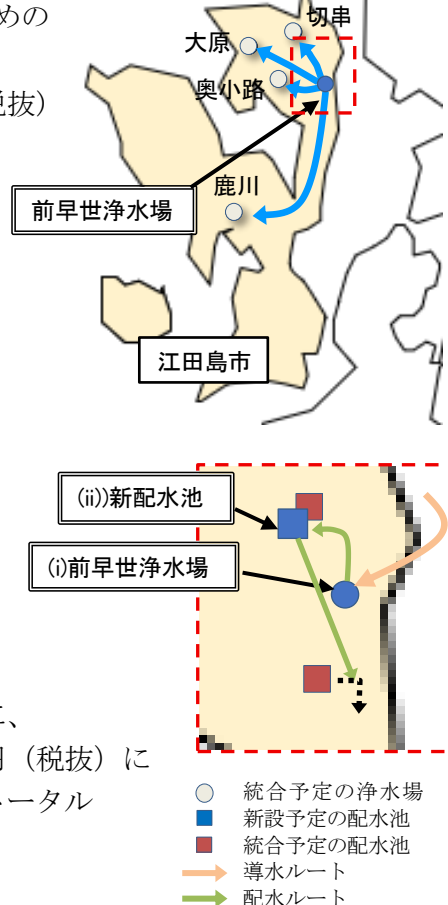 めの
切串
大原
税抜）
奥小路
鹿川
前早世浄水場
江田島市
(ii))新配水池
(i)前早世浄水場
に、
円（税抜）に
トータル
統合予定の浄水場
新設予定の配水池
統合予定の配水池
導水ルート
配水ルート